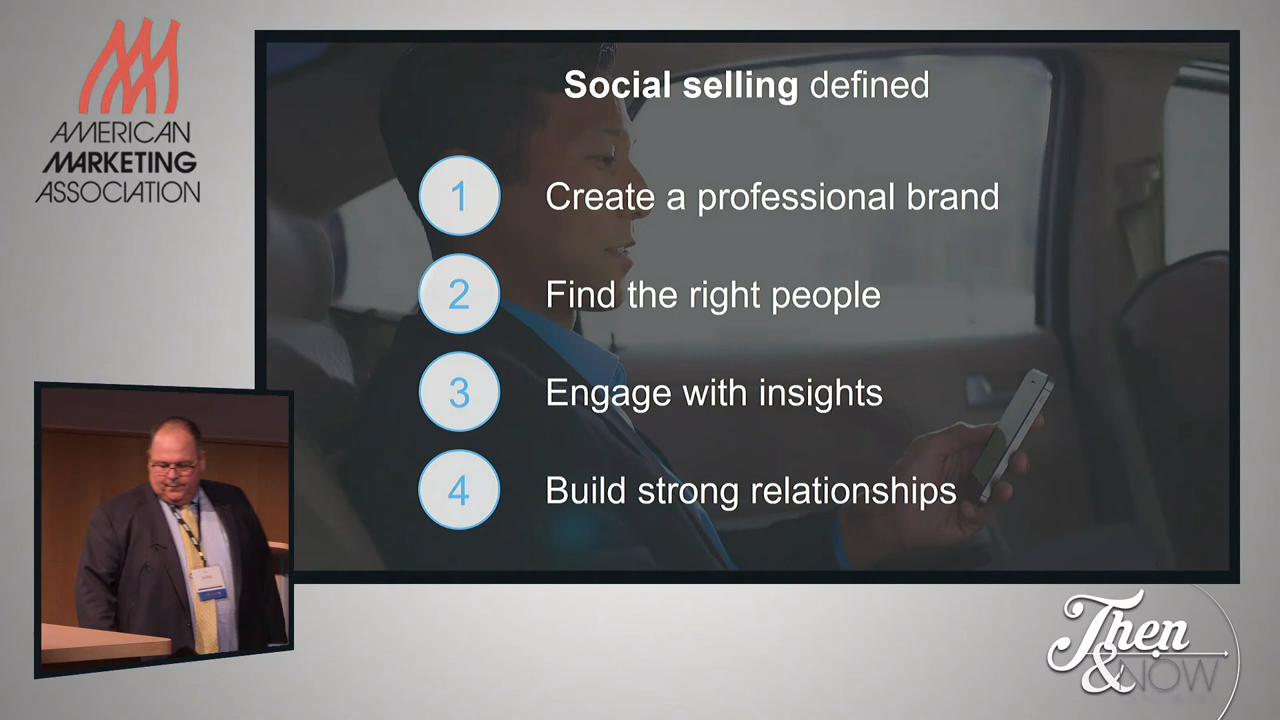 AMERICAN
MARKETING
ASSOCIATION
Social selling defined
1 Create a professional brand
2 Find the right people
3 Engage with insights
4 Build strong relationships
Then
& NOW